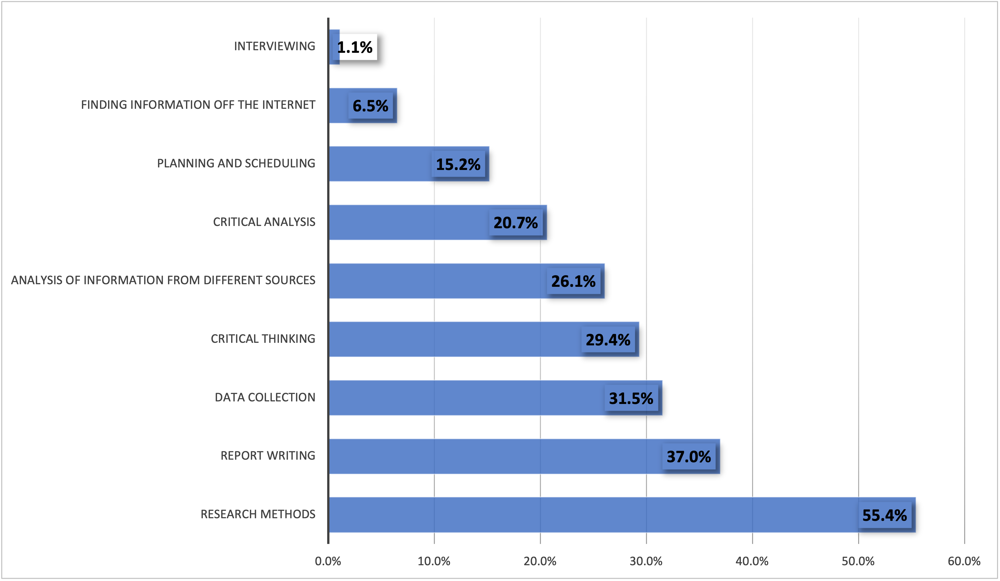 INTERVIEWING 1.1%
FINDING INFORMATION OFF THE INTERNET 6.5%
PLANNING AND SCHEDULING 15.2%
CRITICAL ANALYSIS 20.7%
ANALYSIS OF INFORMATION FROM DIFFERENT SOURCES 26.1%
CRITICAL THINKING 29.4%
DATA COLLECTION 31.5%
REPORT WRITING 37.0%
RESEARCH METHODS 55.4%
0.0% 10.0% 20.0% 30.0% 40.0% 50.0% 60.0%